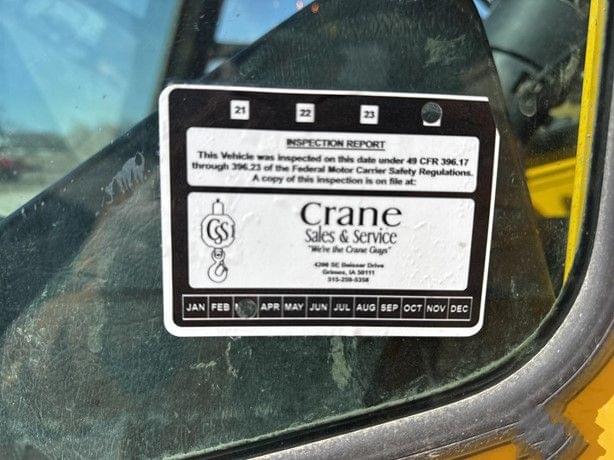 21 22 23
INSPECTION REPORT
This Vehicle was inspected on this date under 49 CFR 396.17
through 396.23 of the Federal Motor Carrier Safety Regulations.
A copy of this inspection is on file at:
CSS
Crane
Sales & Service
"We're the Crane Guys"
Grimes, IA 50111
JAN FEB APR MAY JUN JUL AUG SEP OCT NOV DEC